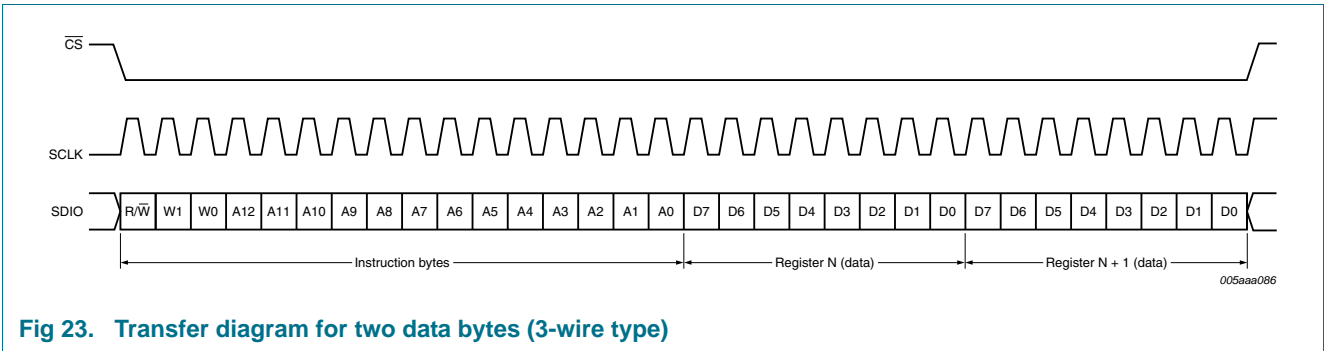 CS
SCLK
SDIO R/W W1 W0 A12 A11 A10 A9 A8 A7 A6 A5 A4 A3 A2 A1 A0 D7 D6 D5 D4 D3 D2 D1 D0 D7 D6 D5 D4 D3 D2 D1 D0
Instruction bytes Register N (data) Register N + 1 (data)
005aaa086
Fig 23. Transfer diagram for two data bytes (3-wire type)